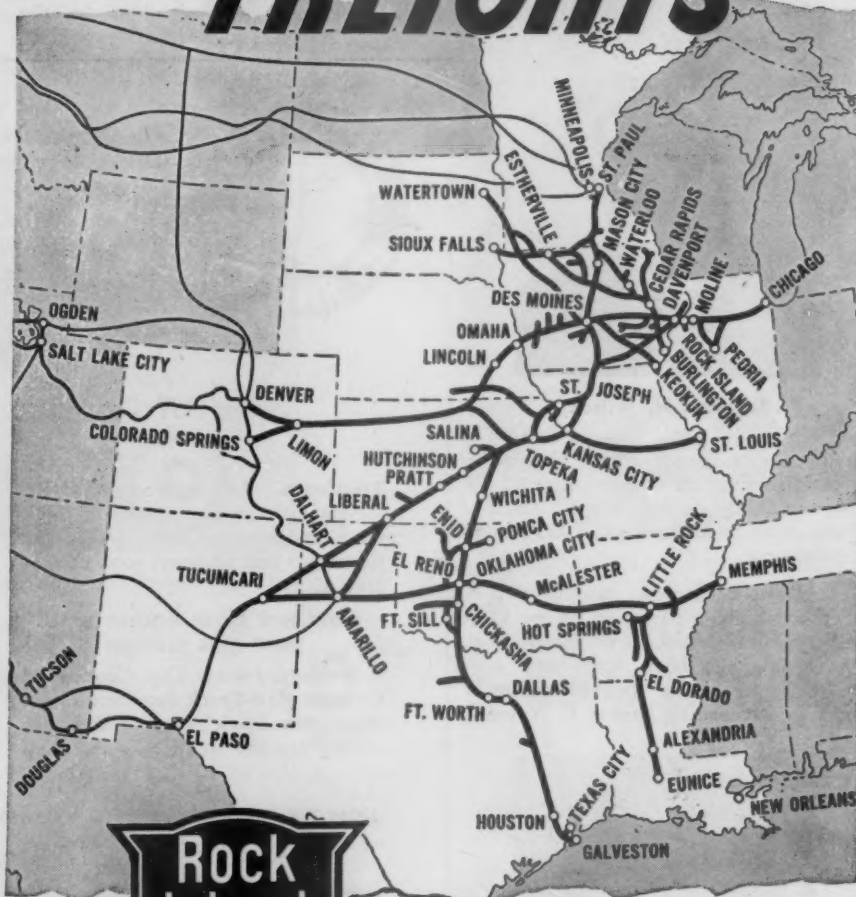 FREIGHTS
MINNEAPOLIS
ST. PAUL
WATERTOWN
ESTHERVILLE
MASON CITY
WATERLOO
SIOUX FALLS
CEDAR RAPIDS
DAVENPORT
MOLINE
CHICAGO
DES MOINES
OGDEN
OMAHA
SALT LAKE CITY
LINCOLN
ROCK ISLAND
PEORIA
BURLINGTON
KEOKUK
DENVER
ST. JOSEPH
COLORADO SPRINGS
LIMON
SALINA
TOPEKA
KANSAS CITY
ST. LOUIS
HUTCHINSON
PRATT
WICHITA
LIBERAL
DALHART
ENID
PONCA CITY
LITTLE ROCK
EL RENO
OKLAHOMA CITY
MEMPHIS
TUCUMCARI
McALESTER
AMARILLO
FT. SILL
CHICKASHA
HOT SPRINGS
TUCSON
DALLAS
EL DORADO
FT. WORTH
DOUGLAS
EL PASO
ALEXANDRIA
TEXAS CITY
EUNICE
NEW ORLEANS
HOUSTON
GALVESTON
Rock